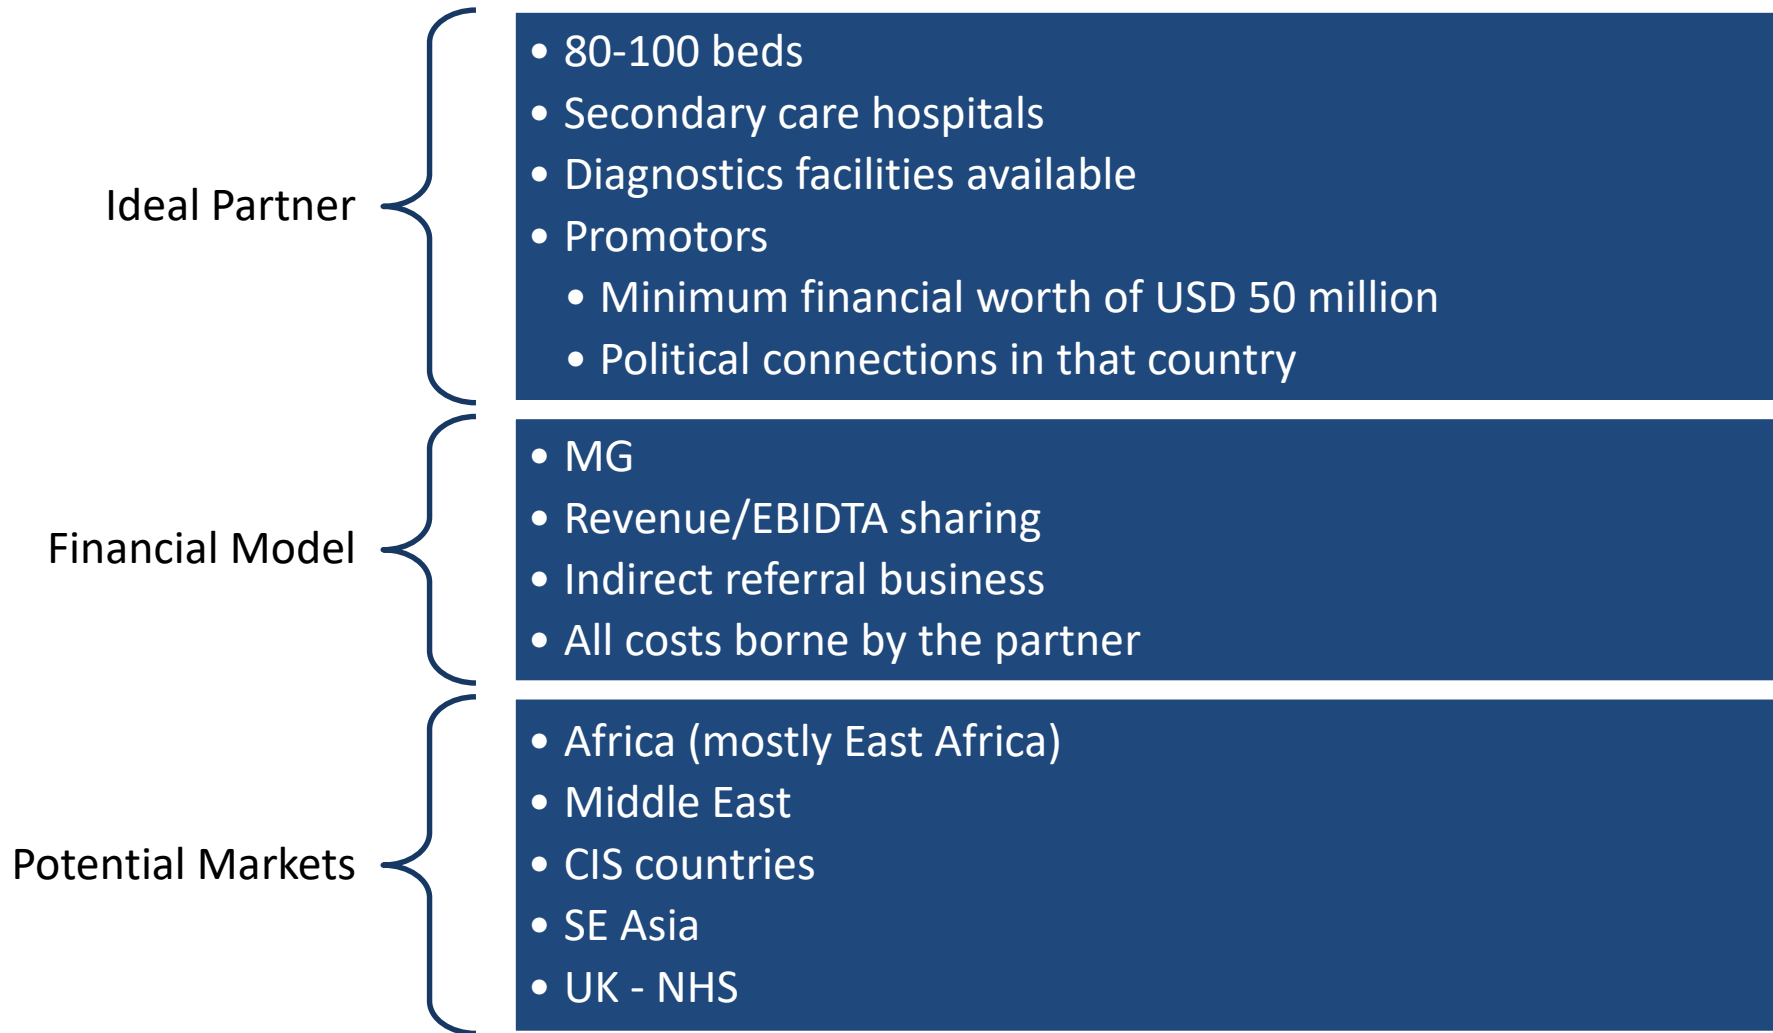 Ideal Partner
• 80-100 beds
• Secondary care hospitals
• Diagnostics facilities available
• Promotors
• Minimum financial worth of USD 50 million
• Political connections in that country
Financial Model
• MG
• Revenue/EBIDTA sharing
• Indirect referral business
• All costs borne by the partner
Potential Markets
• Africa (mostly East Africa)
• Middle East
• CIS countries
• SE Asia
• UK - NHS